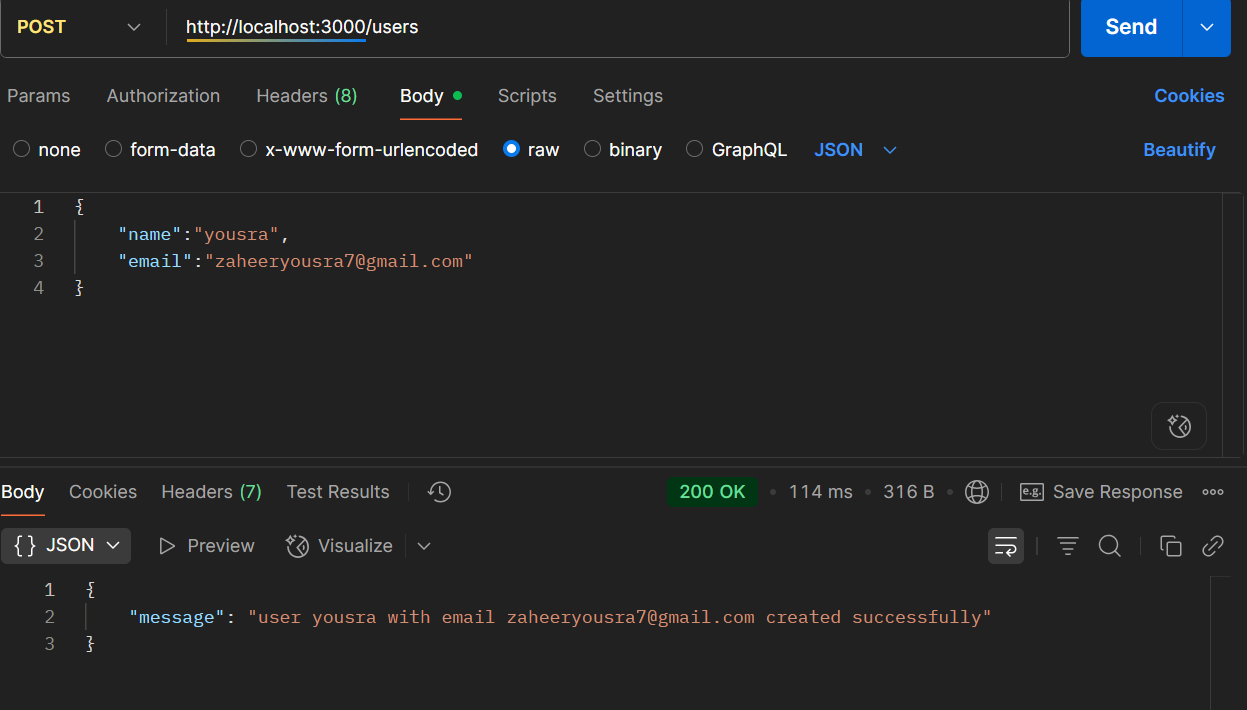 POST http://localhost:3000/users Send
Params Authorization Headers (8) Body Scripts Settings Cookies
none form-data x-www-form-urlencoded raw binary GraphQL JSON Beautify
1 {
2 "name":"yousra",
3 "email":"zaheeryousra7@gmail.com"
4 }
Body Cookies Headers (7) Test Results 200 OK • 114 ms • 316 B • e.g. Save Response
{} JSON Preview Visualize
1 {
2 "message": "user yousra with email zaheeryousra7@gmail.com created successfully"
3 }